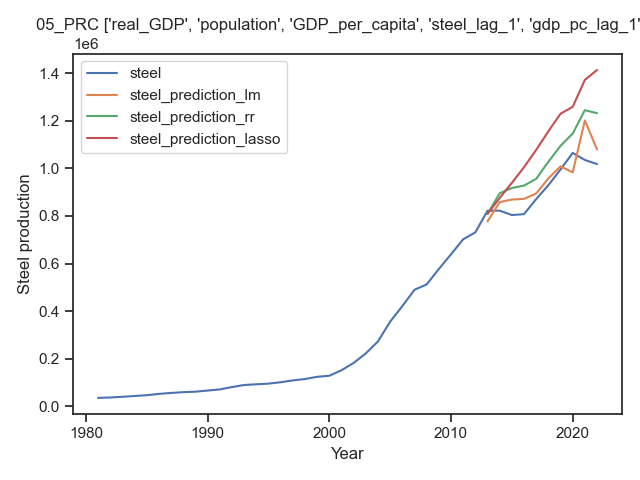 05_PRC ['real_GDP', 'population', 'GDP_per_capita', 'steel_lag_1', 'gdp_pc_lag_1'
1e6
steel
steel_prediction_lm
steel_prediction_rr
steel_prediction_lasso
1.4
1.2
1.0
0.8
0.6
0.4
0.2
0.0
Steel production
1980
1990
2000
2010
2020
Year